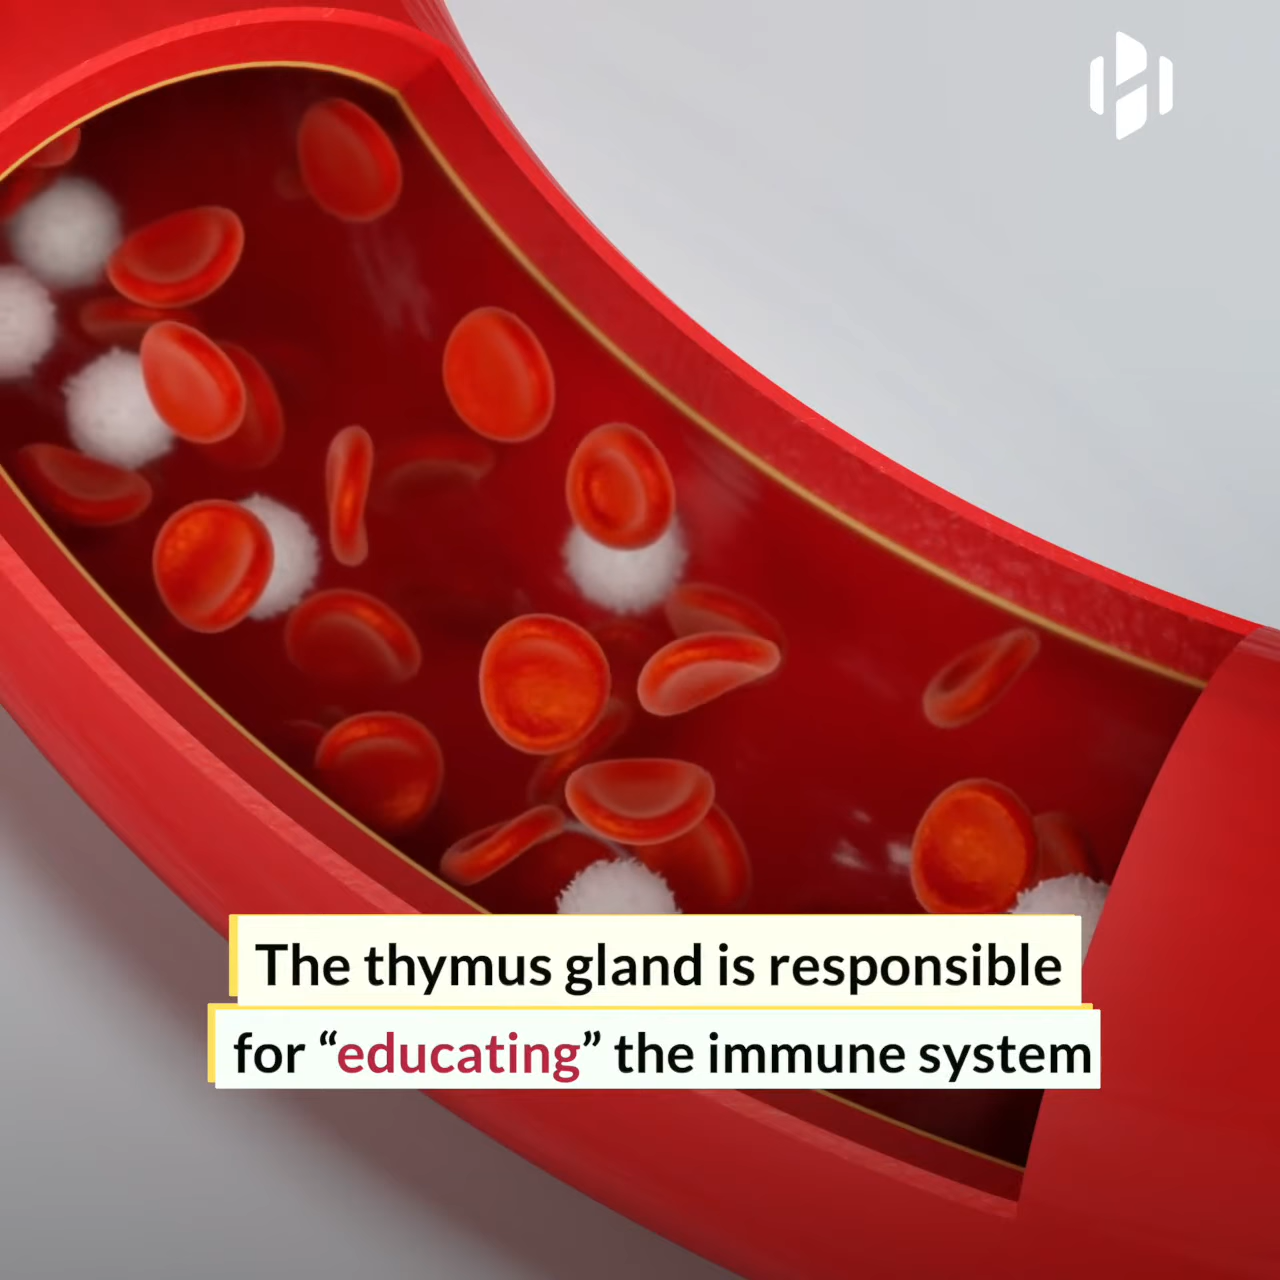 The thymus gland is responsible
for “educating” the immune system